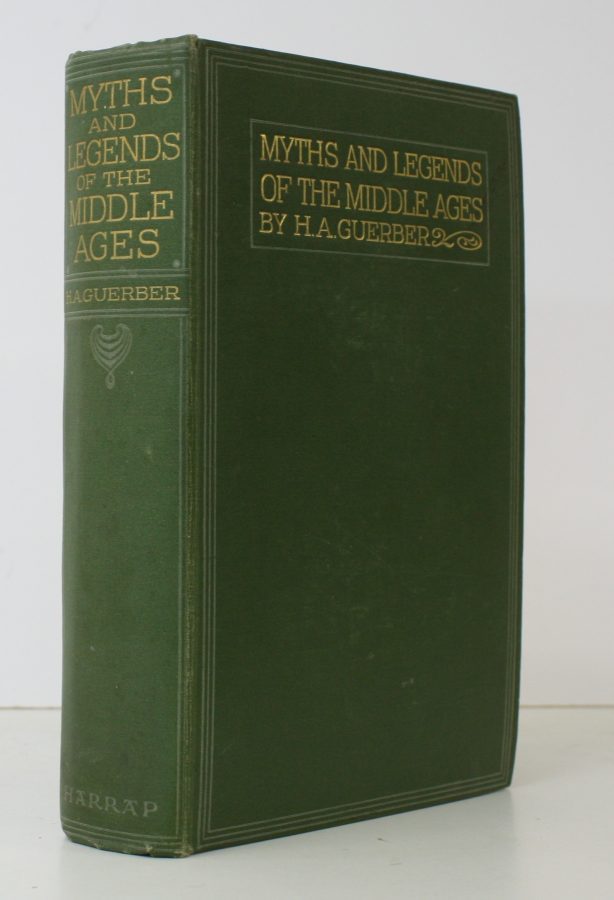 MYTHS
AND
LEGENDS
OF THE
MIDDLE
AGES
H.A.GUERBER
HARRAP
MYTHS AND LEGENDS
OF THE MIDDLE AGES
BY H.A.GUERBER